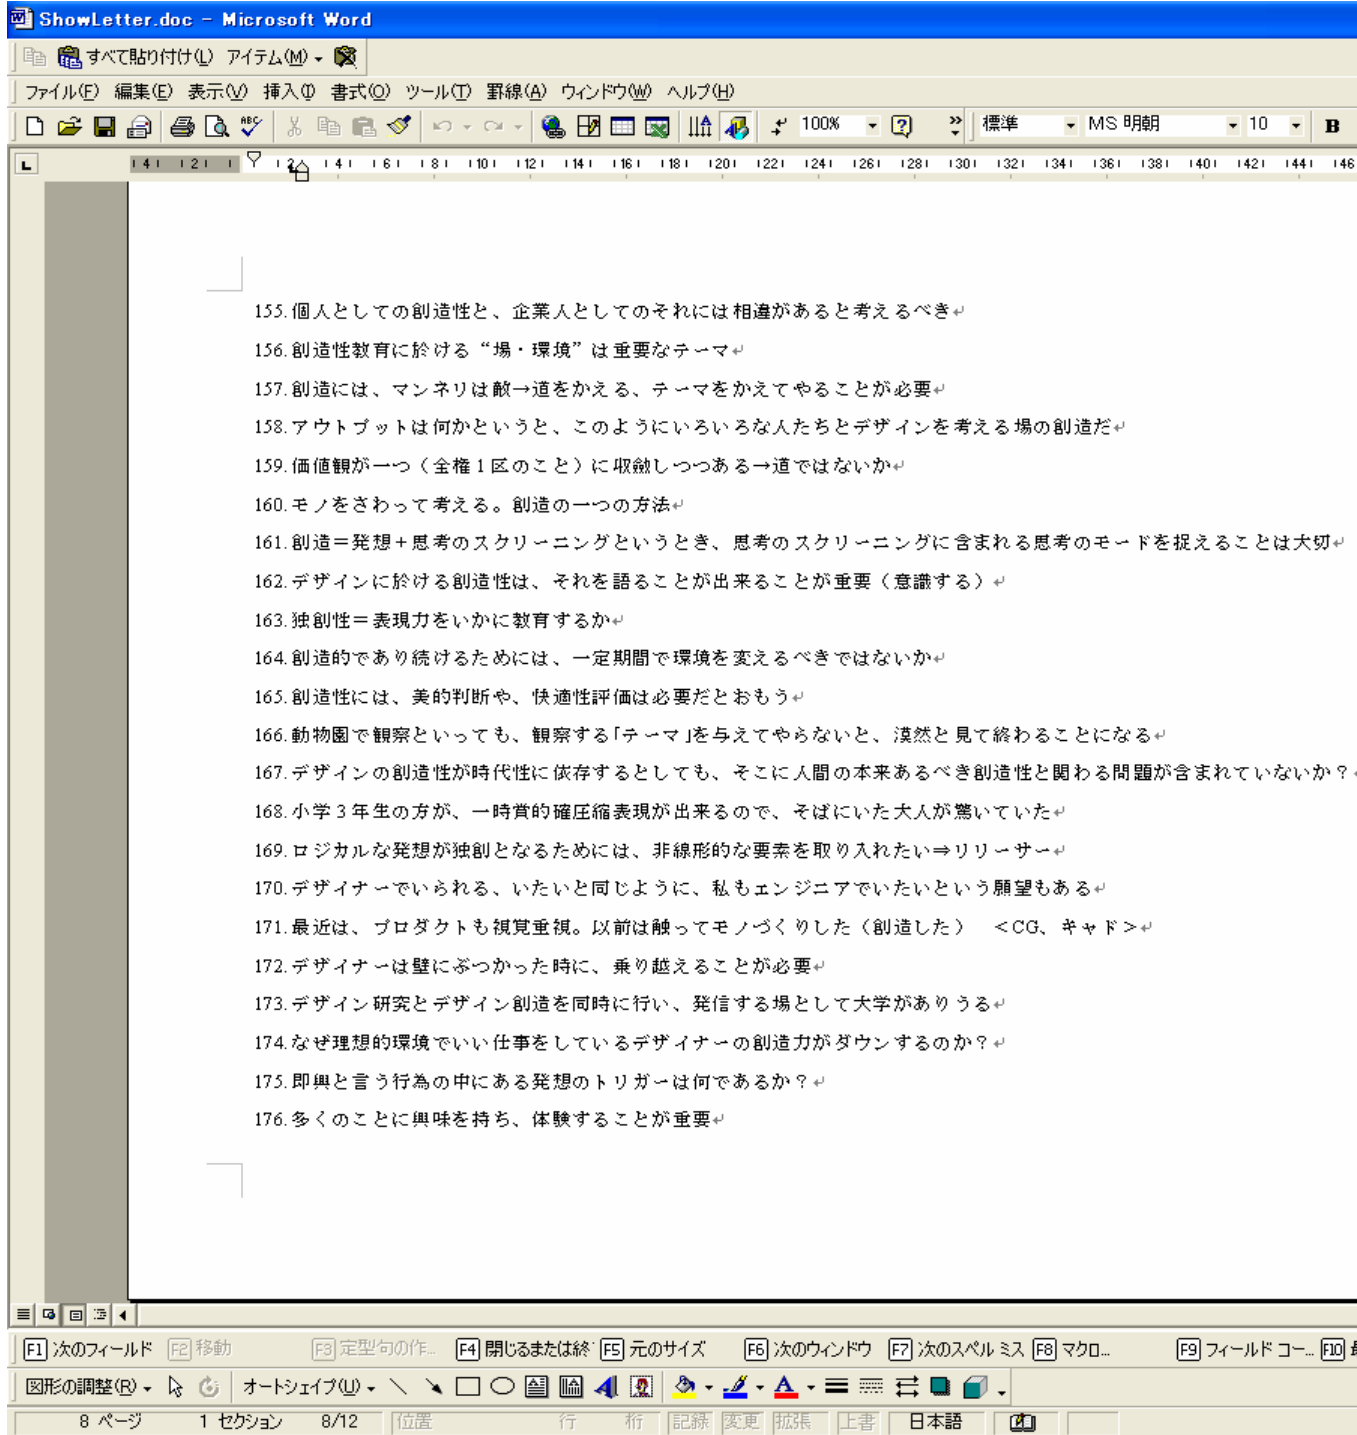 ShowLetter.doc - Microsoft Word
すべて貼り付け(L) アイテム(M)
ファイル(F) 編集(E) 表示(V) 挿入(I) 書式(O) ツール(T) 罫線(A) ウィンドウ(W) ヘルプ(H)
100% 標準 MS 明朝 10 B
L 4 2 2 4 6 8 10 12 14 16 18 20 22 24 26 28 30 32 34 36 38 40 42 44 46
155.個人としての創造性と、企業人としてのそれには相違があると考えるべき
156.創造性教育に於ける“場・環境”は重要なテーマ
157.創造には、マンネリは敵→道をかえる、テーマをかえてやることが必要
158.アウトプットは何かというと、このようにいろいろな人たちとデザインを考える場の創造だ
159.価値観が一つ（全権1区のこと）に収斂しつつある→道ではないか
160.モノをさわって考える。創造の一つの方法
161.創造＝発想+思考のスクリーニングというとき、思考のスクリーニングに含まれる思考のモードを捉えることは大切
162.デザインに於ける創造性は、それを語ることが出来ることが重要（意識する）
163.独創性＝表現力をいかに教育するか
164.創造的であり続けるためには、一定期間で環境を変えるべきではないか
165.創造性には、美的判断や、快適性評価は必要だとおもう
166.動物園で観察といっても、観察する「テーマ」を与えてやらないと、漠然と見て終わることになる
167.デザインの創造性が時代性に依存するとしても、そこに人間の本来あるべき創造性と関わる問題が含まれていないか？
168.小学3年生の方が、一時賞的確圧縮表現が出来るので、そばにいた大人が驚いていた
169.ロジカルな発想が独創となるためには、非線形的な要素を取り入れたい⇒リリーサー
170.デザイナーでいられる、いたいと同じように、私もエンジニアでいたいという願望もある
171.最近は、プロダクトも視覚重視。以前は触ってモノづくりした（創造した）　＜CG、キャド＞
172.デザイナーは壁にぶつかった時に、乗り越えることが必要
173.デザイン研究とデザイン創造を同時に行い、発信する場として大学がありうる
174.なぜ理想的環境でいい仕事をしているデザイナーの創造力がダウンするのか？
175.即興と言う行為の中にある発想のトリガーは何であるか？
176.多くのことに興味を持ち、体験することが重要
F1 次のフィールド F2 移動 F3 定型句の作... F4 閉じるまたは終 F5 元のサイズ F6 次のウィンドウ F7 次のスペル ミス F8 マクロ... F9 フィールド コー... F10
図形の調整(R) オートシェイプ(U)
8 ページ 1 セクション 8/12 位置 行 桁 記録 変更 拡張 上書 日本語